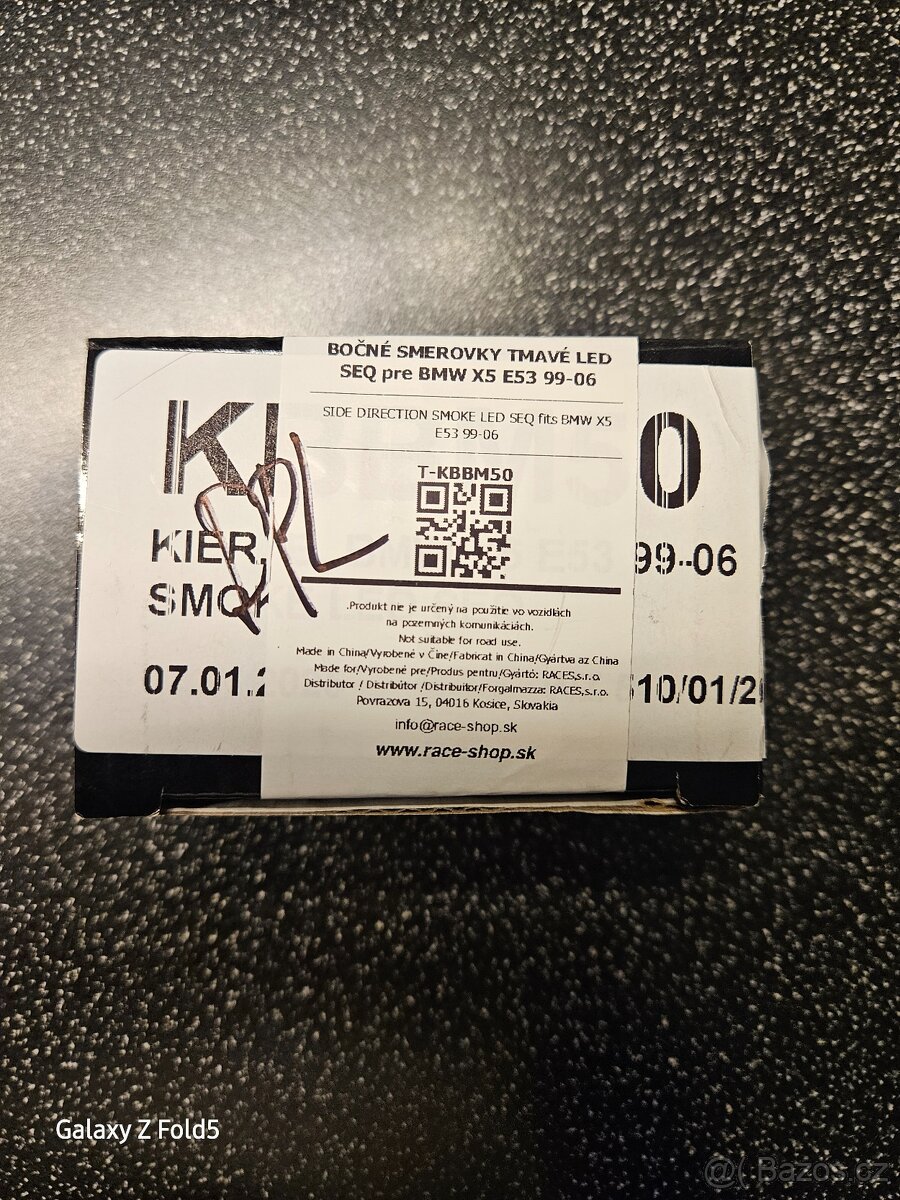 BOČNÉ SMEROVKY TMAVÉ LED
SEQ pre BMW X5 E53 99-06
SIDE DIRECTION SMOKE LED SEQ fits BMW X5
E53 99-06
T-KBBM50
KIER.
99-06
SMOK
07.01.2
10/01/2
.Produkt nie je určený na použitie vo vozidlách
na pozemných komunikáciách.
Not suitable for road use.
Made in China/Vyrobené v Číne/Fabricat in China/Gyártva az China
Made for/Vyrobené pre/Produs pentru/Gyártó: RACES,s.r.o.
Distributor / Distribútor /Distribuitor/Forgalmazza: RACES,s.r.o.
Povrazova 15, 04016 Kosice, Slovakia
info@race-shop.sk
www.race-shop.sk
Galaxy Z Fold5
@( Bazos.cz